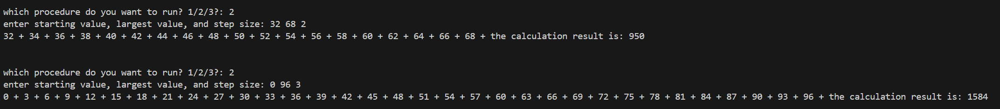 which procedure do you want to run? 1/2/3?: 2
enter starting value, largest value, and step size: 32 68 2
32 + 34 + 36 + 38 + 40 + 42 + 44 + 46 + 48 + 50 + 52 + 54 + 56 + 58 + 60 + 62 + 64 + 66 + 68 + the calculation result is: 950
which procedure do you want to run? 1/2/3?: 2
enter starting value, largest value, and step size: 0 96 3
0 + 3 + 6 + 9 + 12 + 15 + 18 + 21 + 24 + 27 + 30 + 33 + 36 + 39 + 42 + 45 + 48 + 51 + 54 + 57 + 60 + 63 + 66 + 69 + 72 + 75 + 78 + 81 + 84 + 87 + 90 + 93 + 96 + the calculation result is: 1584